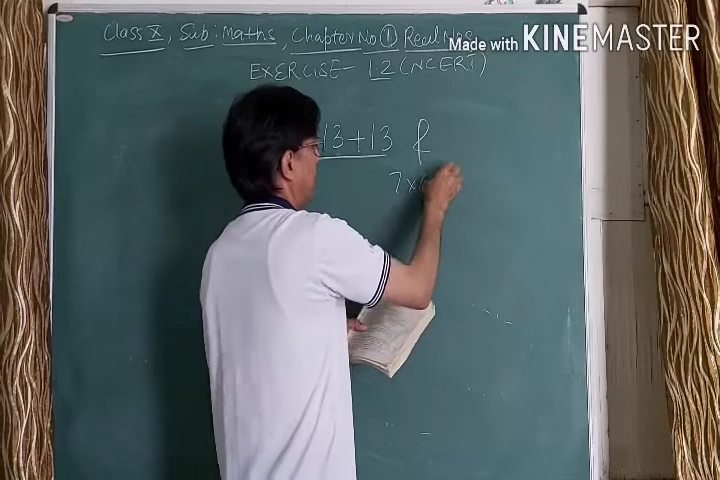 Class X, Sub: Maths, Chapter No ① Real Nos
Made with KINEMASTER
EXERCISE - 1.2 (NCERT)
13+13 &
7×